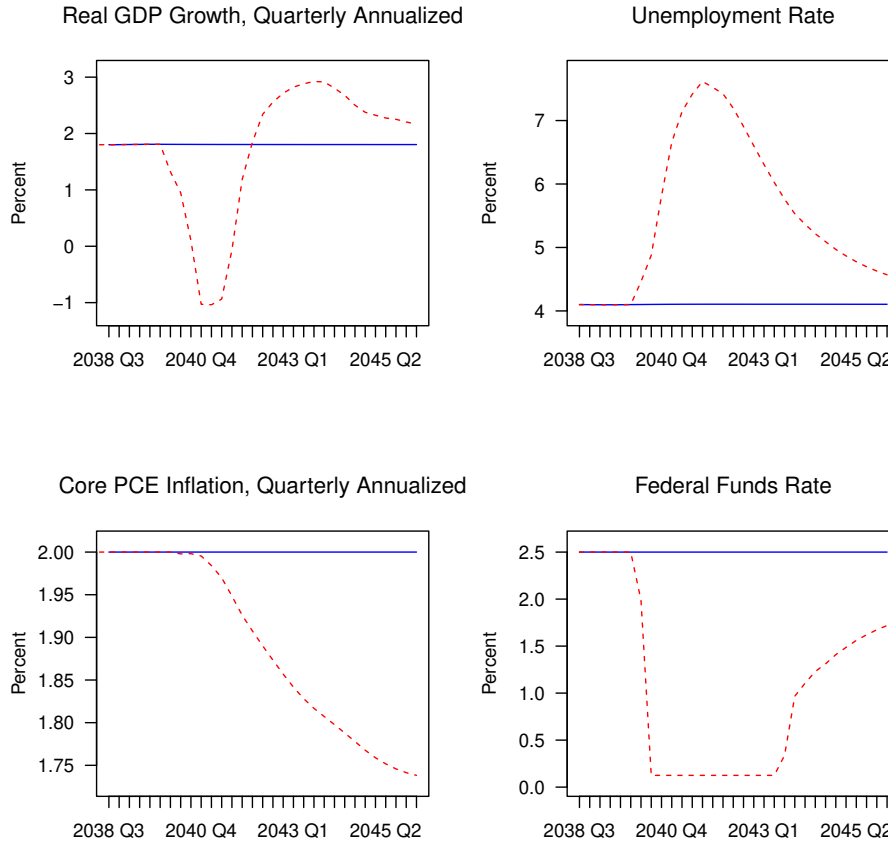 Real GDP Growth, Quarterly Annualized
Percent
3
2
1
0
−1
2038 Q3 2040 Q4 2043 Q1 2045 Q2
Unemployment Rate
Percent
7
6
5
4
2038 Q3 2040 Q4 2043 Q1 2045 Q2
Core PCE Inflation, Quarterly Annualized
Percent
2.00
1.95
1.90
1.85
1.80
1.75
2038 Q3 2040 Q4 2043 Q1 2045 Q2
Federal Funds Rate
Percent
2.5
2.0
1.5
1.0
0.5
0.0
2038 Q3 2040 Q4 2043 Q1 2045 Q2